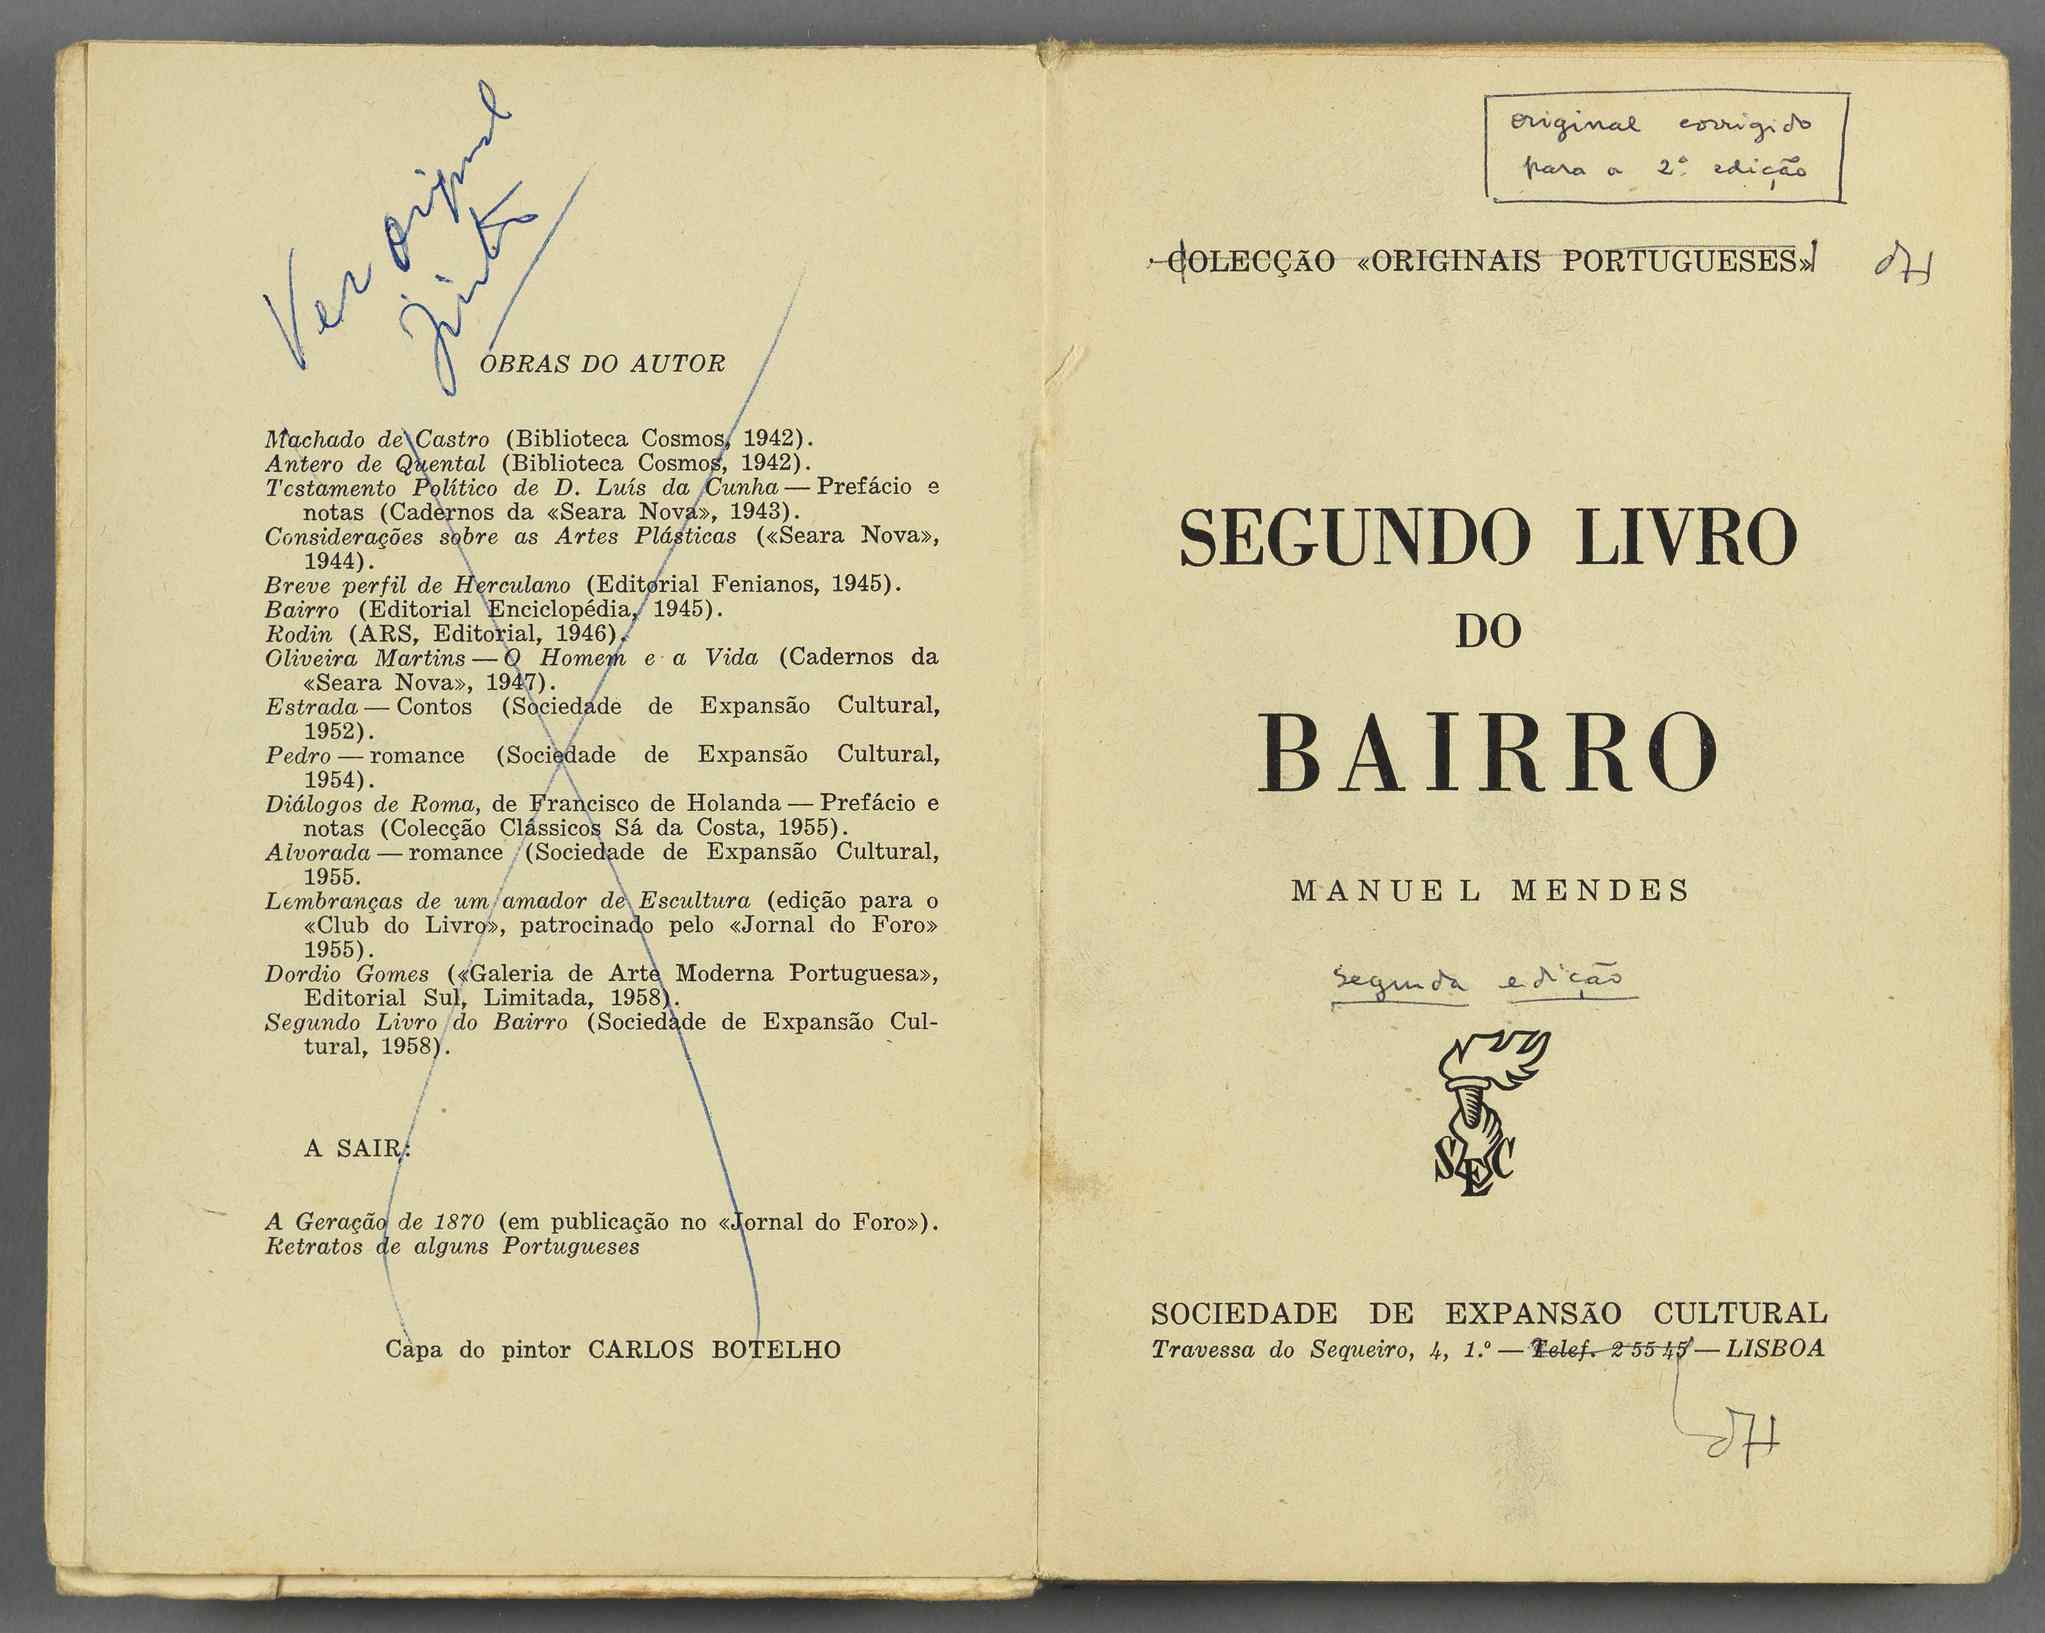 Ver original
junto
OBRAS DO AUTOR
Machado de Castro (Biblioteca Cosmos, 1942).
Antero de Quental (Biblioteca Cosmos, 1942).
Testamento Político de D. Luís da Cunha — Prefácio e
notas (Cadernos da «Seara Nova», 1943).
Considerações sobre as Artes Plásticas («Seara Nova»,
1944).
Breve perfil de Herculano (Editorial Fenianos, 1945).
Bairro (Editorial Enciclopédia, 1945).
Rodin (ARS, Editorial, 1946).
Oliveira Martins — O Homem e a Vida (Cadernos da
«Seara Nova», 1947).
Estrada — Contos (Sociedade de Expansão Cultural,
1952).
Pedro — romance (Sociedade de Expansão Cultural,
1954).
Diálogos de Roma, de Francisco de Holanda — Prefácio e
notas (Colecção Clássicos Sá da Costa, 1955).
Alvorada — romance (Sociedade de Expansão Cultural,
1955.
Lembranças de um amador de Escultura (edição para o
«Club do Livro», patrocinado pelo «Jornal do Foro»
1955).
Dordio Gomes («Galeria de Arte Moderna Portuguesa»,
Editorial Sul, Limitada, 1958).
Segundo Livro do Bairro (Sociedade de Expansão Cul-
tural, 1958).
A SAIR:
A Geração de 1870 (em publicação no «Jornal do Foro»).
Retratos de alguns Portugueses
Capa do pintor CARLOS BOTELHO
original corrigido
para a 2.ª edição
COLECÇÃO «ORIGINAIS PORTUGUESES»
SEGUNDO LIVRO
DO
BAIRRO
MANUEL MENDES
segunda edição
SEC
SOCIEDADE DE EXPANSÃO CULTURAL
Travessa do Sequeiro, 4, 1.º — Telef. 2 55 45 — LISBOA